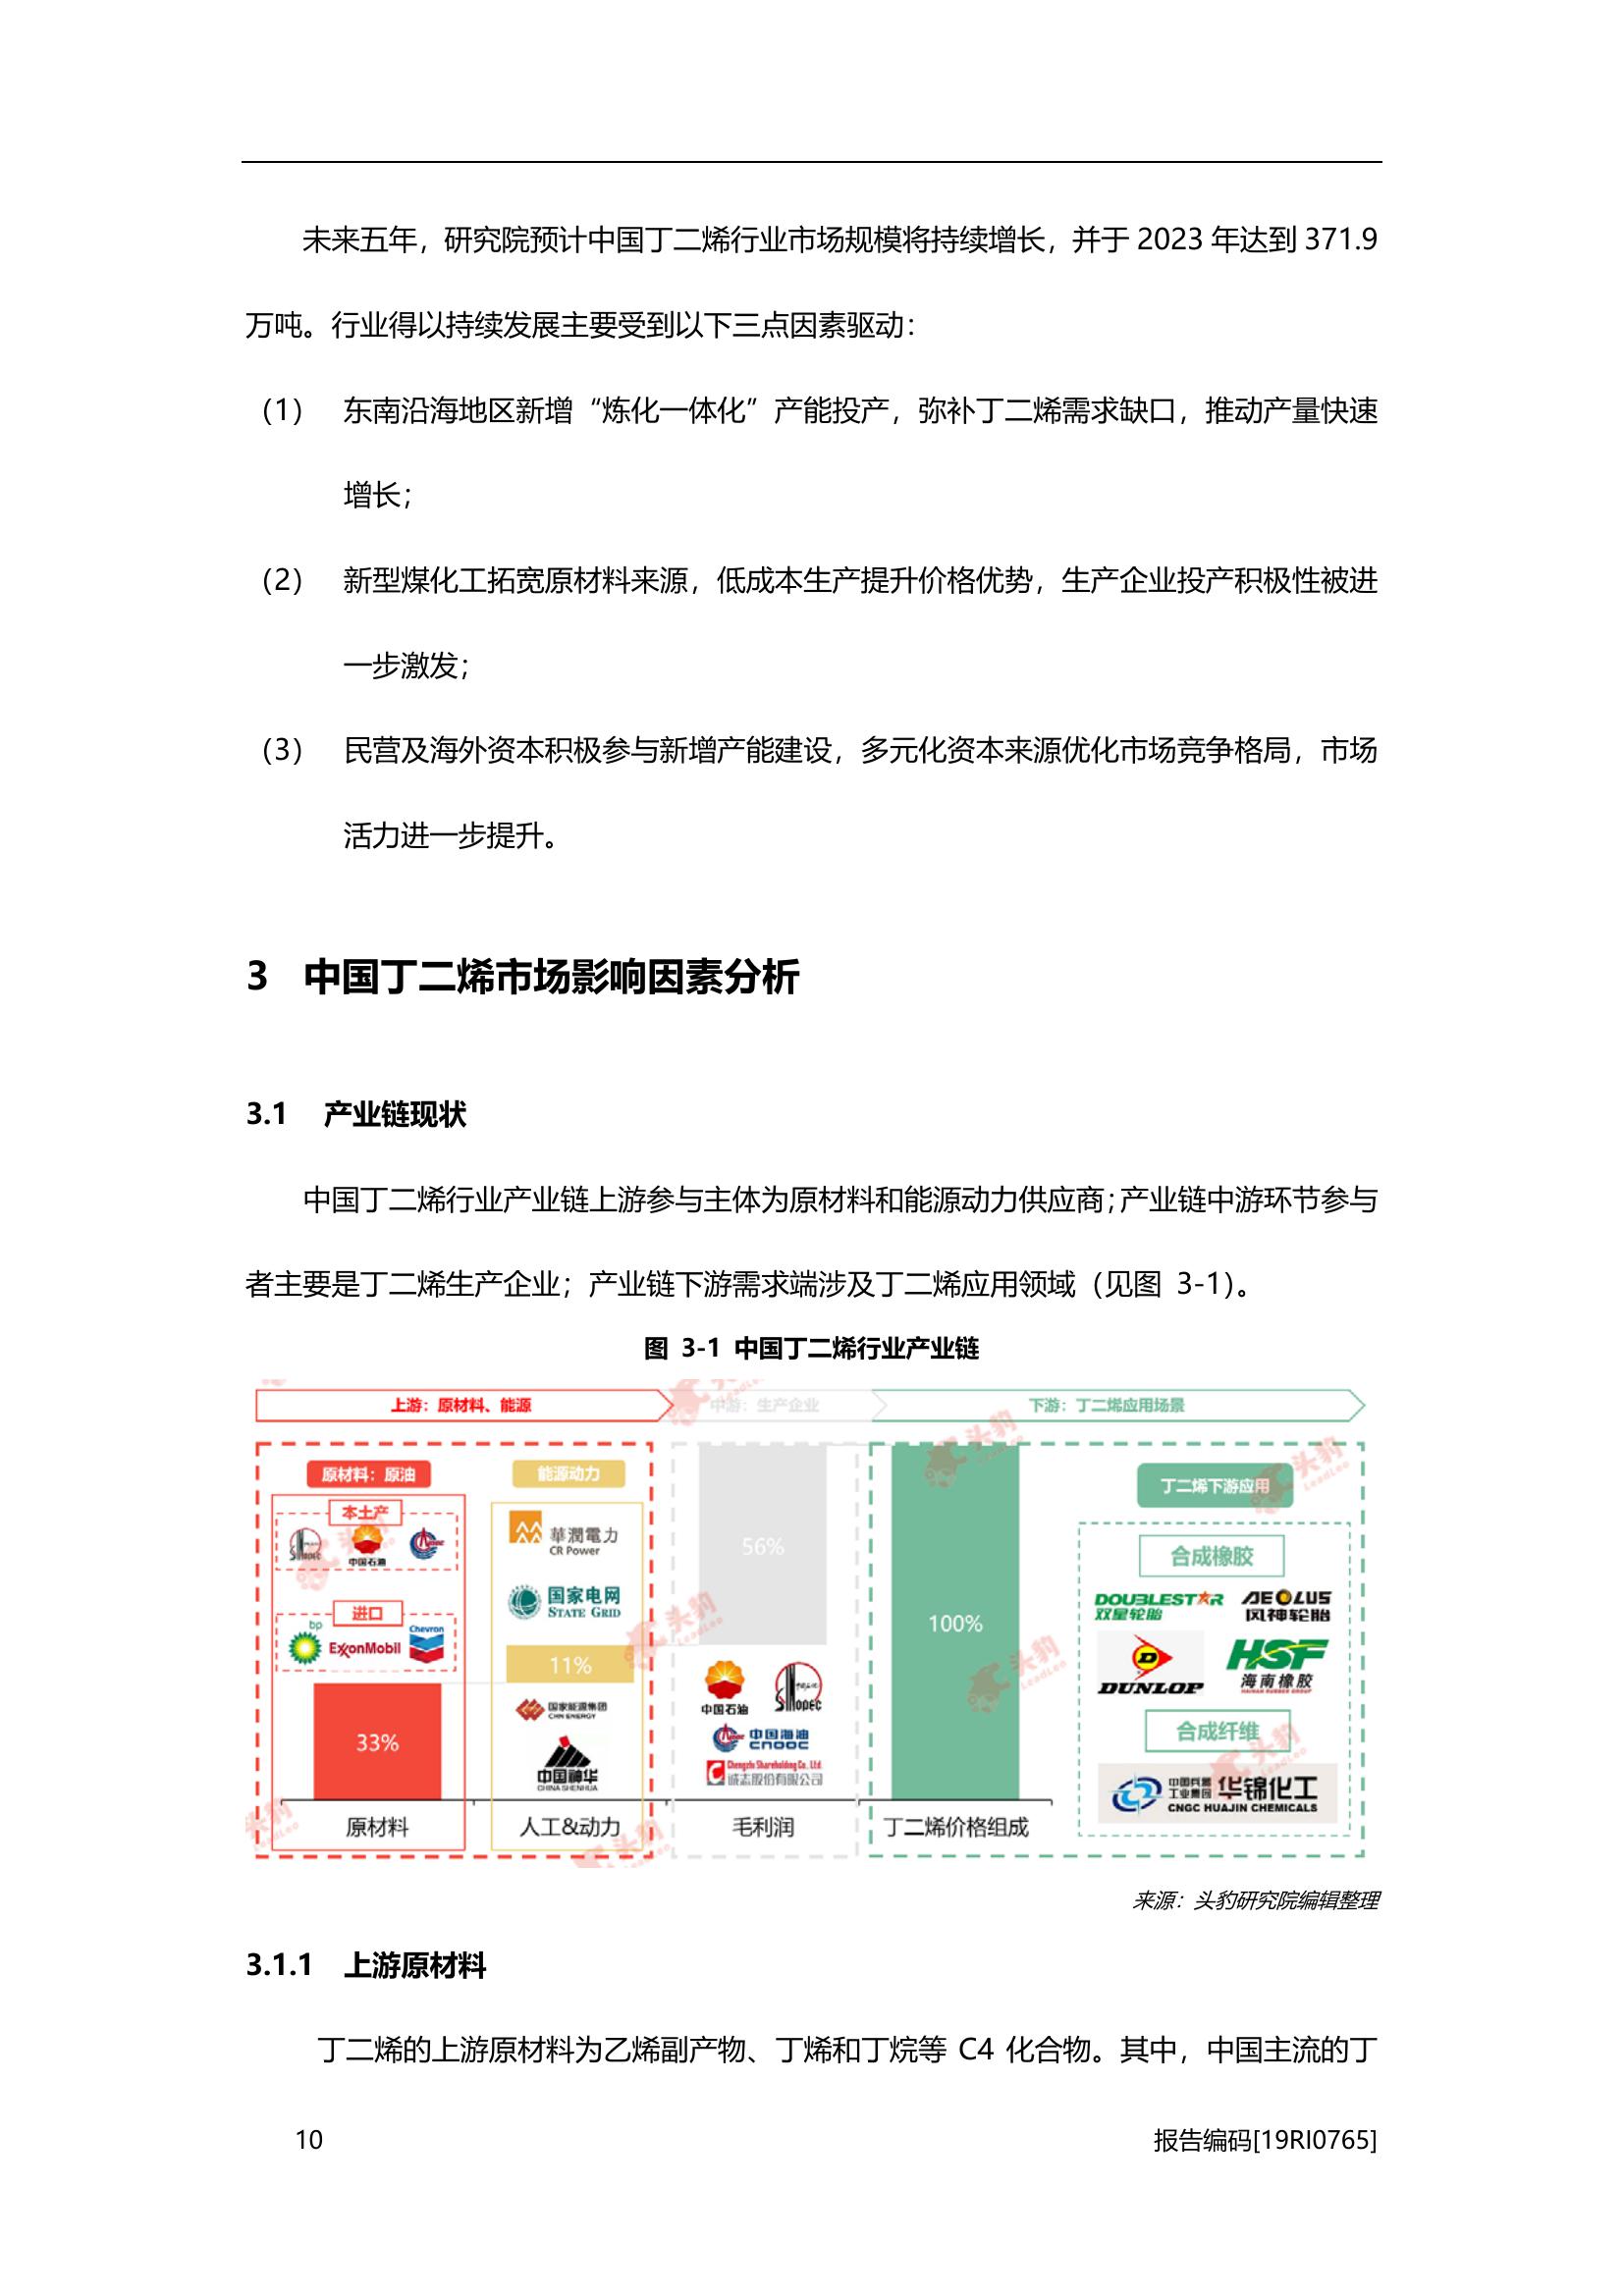 未来五年，研究院预计中国丁二烯行业市场规模将持续增长，并于 2023 年达到 371.9
万吨。行业得以持续发展主要受到以下三点因素驱动：
（1） 东南沿海地区新增“炼化一体化”产能投产，弥补丁二烯需求缺口，推动产量快速
增长；
（2） 新型煤化工拓宽原材料来源，低成本生产提升价格优势，生产企业投产积极性被进
一步激发；
（3） 民营及海外资本积极参与新增产能建设，多元化资本来源优化市场竞争格局，市场
活力进一步提升。
3 中国丁二烯市场影响因素分析
3.1 产业链现状
中国丁二烯行业产业链上游参与主体为原材料和能源动力供应商；产业链中游环节参与
者主要是丁二烯生产企业；产业链下游需求端涉及丁二烯应用领域（见图 3-1）。
图 3-1 中国丁二烯行业产业链
上游：原材料、能源
中游：生产企业
下游：丁二烯应用场景
原材料：原油
本土产
SINOPEC
中国石油
CNOOC
进口
bp
ExxonMobil
Chevron
33%
原材料
能源动力
華潤電力
CR Power
国家电网
STATE GRID
11%
国家能源集团
CHN ENERGY
中国神华
CHINA SHENHUA
人工&动力
56%
中国石油
SINOPEC
中国海油
CNOOC
Chengzhi Shareholding Co., Ltd
诚志股份有限公司
毛利润
100%
丁二烯价格组成
丁二烯下游应用
合成橡胶
DOUBLESTAR
双星轮胎
AEOLUS
风神轮胎
DUNLOP
HSF
海南橡胶
HAINAN RUBBER GROUP
合成纤维
中国兵器
工业集团
华锦化工
CNGC HUAJIN CHEMICALS
头豹
LeadLeo
来源：头豹研究院编辑整理
3.1.1 上游原材料
丁二烯的上游原材料为乙烯副产物、丁烯和丁烷等 C4 化合物。其中，中国主流的丁
10
报告编码[19RI0765]